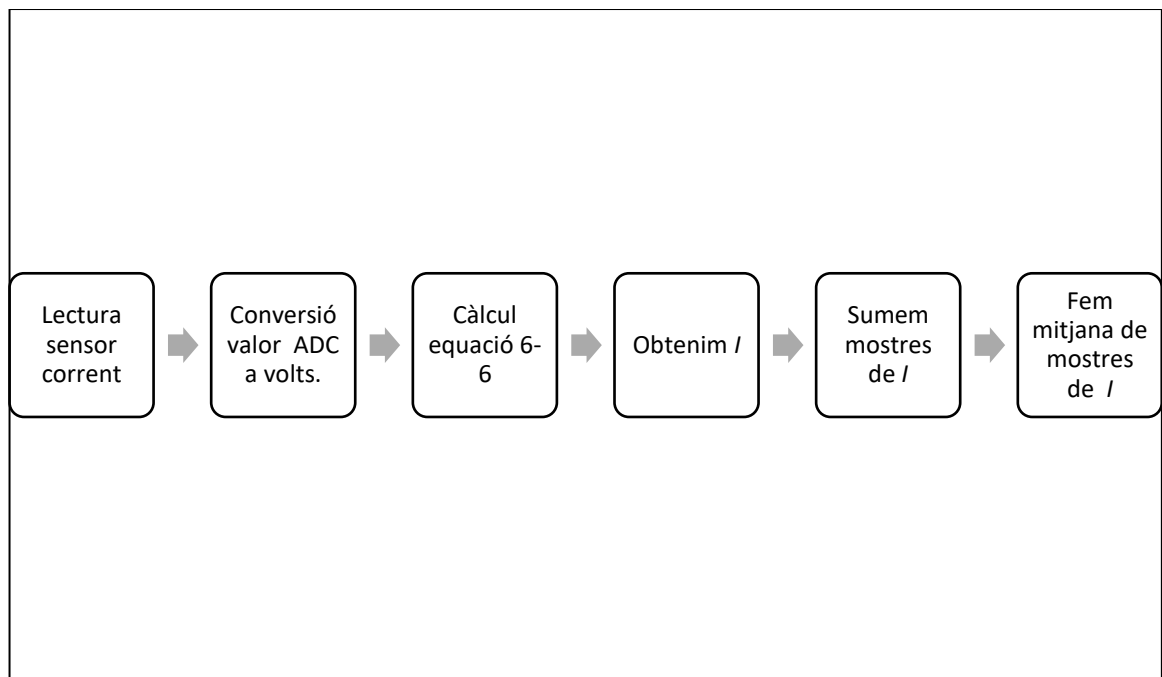 Lectura
sensor
corrent
Conversió
valor ADC
a volts.
Càlcul
equació 6-
6
Obtenim I
Sumem
mostres
de I
Fem
mitjana de
mostres
de I